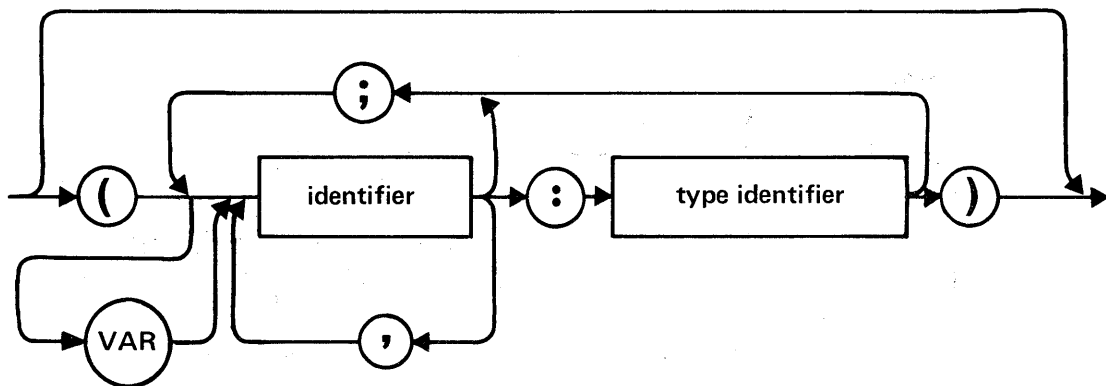 ;
( identifier : type identifier )
VAR ,